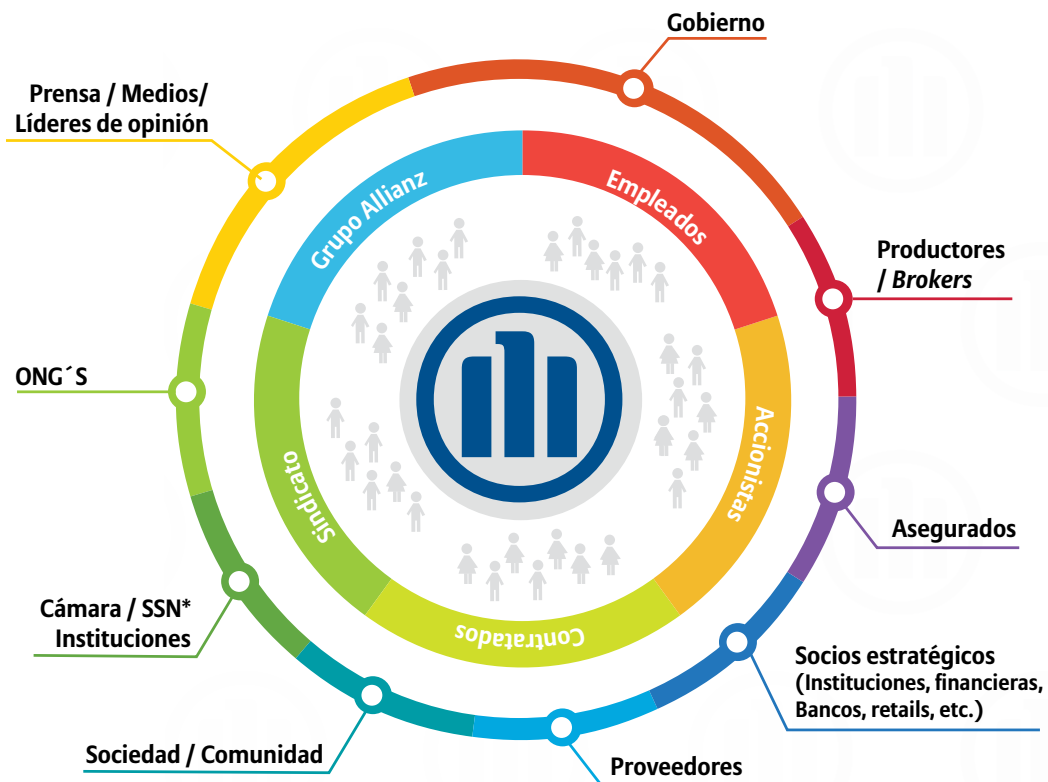 Gobierno
Prensa / Medios/
Líderes de opinión
Grupo Allianz
Empleados
Productores
/ Brokers
ONG´S
Sindicato
Accionistas
Asegurados
Cámara / SSN*
Instituciones
Contratados
Socios estratégicos
(Instituciones, financieras,
Bancos, retails, etc.)
Sociedad / Comunidad
Proveedores